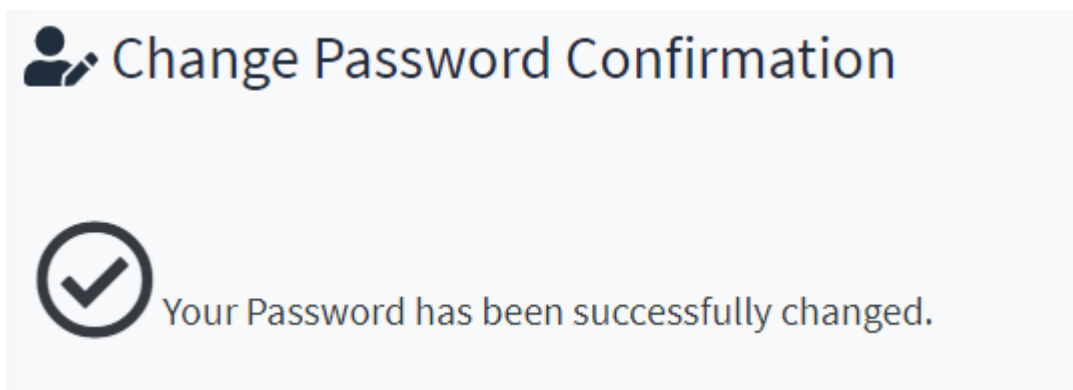 Change Password Confirmation
Your Password has been successfully changed.